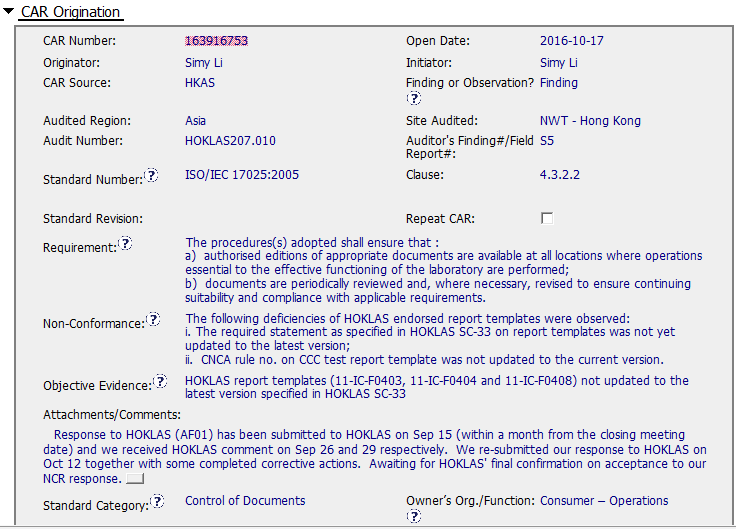 CAR Origination
CAR Number: 163916753 Open Date: 2016-10-17
Originator: Simy Li Initiator: Simy Li
CAR Source: HKAS Finding or Observation? Finding
?
Audited Region: Asia Site Audited: NWT - Hong Kong
Audit Number: HOKLAS207.010 Auditor's Finding#/Field S5
Report#:
Standard Number: ? ISO/IEC 17025:2005 Clause: 4.3.2.2
Standard Revision: Repeat CAR:
Requirement: ? The procedures(s) adopted shall ensure that :
a) authorised editions of appropriate documents are available at all locations where operations
essential to the effective functioning of the laboratory are performed;
b) documents are periodically reviewed and, where necessary, revised to ensure continuing
suitability and compliance with applicable requirements.
Non-Conformance: ? The following deficiencies of HOKLAS endorsed report templates were observed:
i. The required statement as specified in HOKLAS SC-33 on report templates was not yet
updated to the latest version;
ii. CNCA rule no. on CCC test report template was not updated to the current version.
Objective Evidence: ? HOKLAS report templates (11-IC-F0403, 11-IC-F0404 and 11-IC-F0408) not updated to the
latest version specified in HOKLAS SC-33
Attachments/Comments:
Response to HOKLAS (AF01) has been submitted to HOKLAS on Sep 15 (within a month from the closing meeting
date) and we received HOKLAS comment on Sep 26 and 29 respectively. We re-submitted our response to HOKLAS on
Oct 12 together with some completed corrective actions. Awaiting for HOKLAS' final confirmation on acceptance to our
NCR response.
Standard Category: ? Control of Documents Owner's Org./Function: Consumer – Operations
?